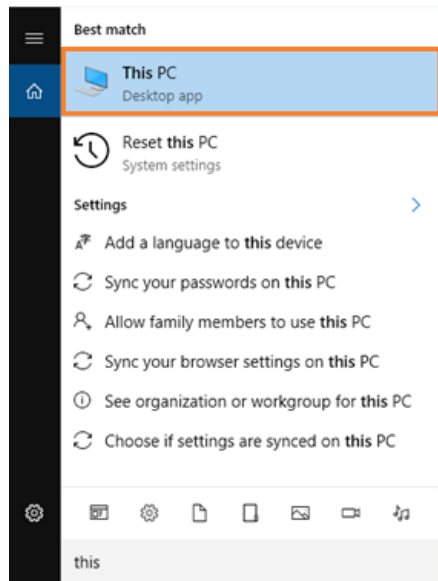 Best match
This PC
Desktop app
Reset this PC
System settings
Settings
Add a language to this device
Sync your passwords on this PC
Allow family members to use this PC
Sync your browser settings on this PC
See organization or workgroup for this PC
Choose if settings are synced on this PC
this